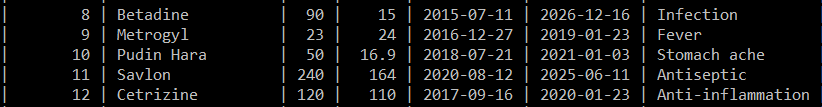 | 8 | Betadine | 90 | 15 | 2015-07-11 | 2026-12-16 | Infection |
| 9 | Metrogyl | 23 | 24 | 2016-12-27 | 2019-01-23 | Fever |
| 10 | Pudin Hara | 50 | 16.9 | 2018-07-21 | 2021-01-03 | Stomach ache |
| 11 | Savlon | 240 | 164 | 2020-08-12 | 2025-06-11 | Antiseptic |
| 12 | Cetrizine | 120 | 110 | 2017-09-16 | 2020-01-23 | Anti-inflammation |